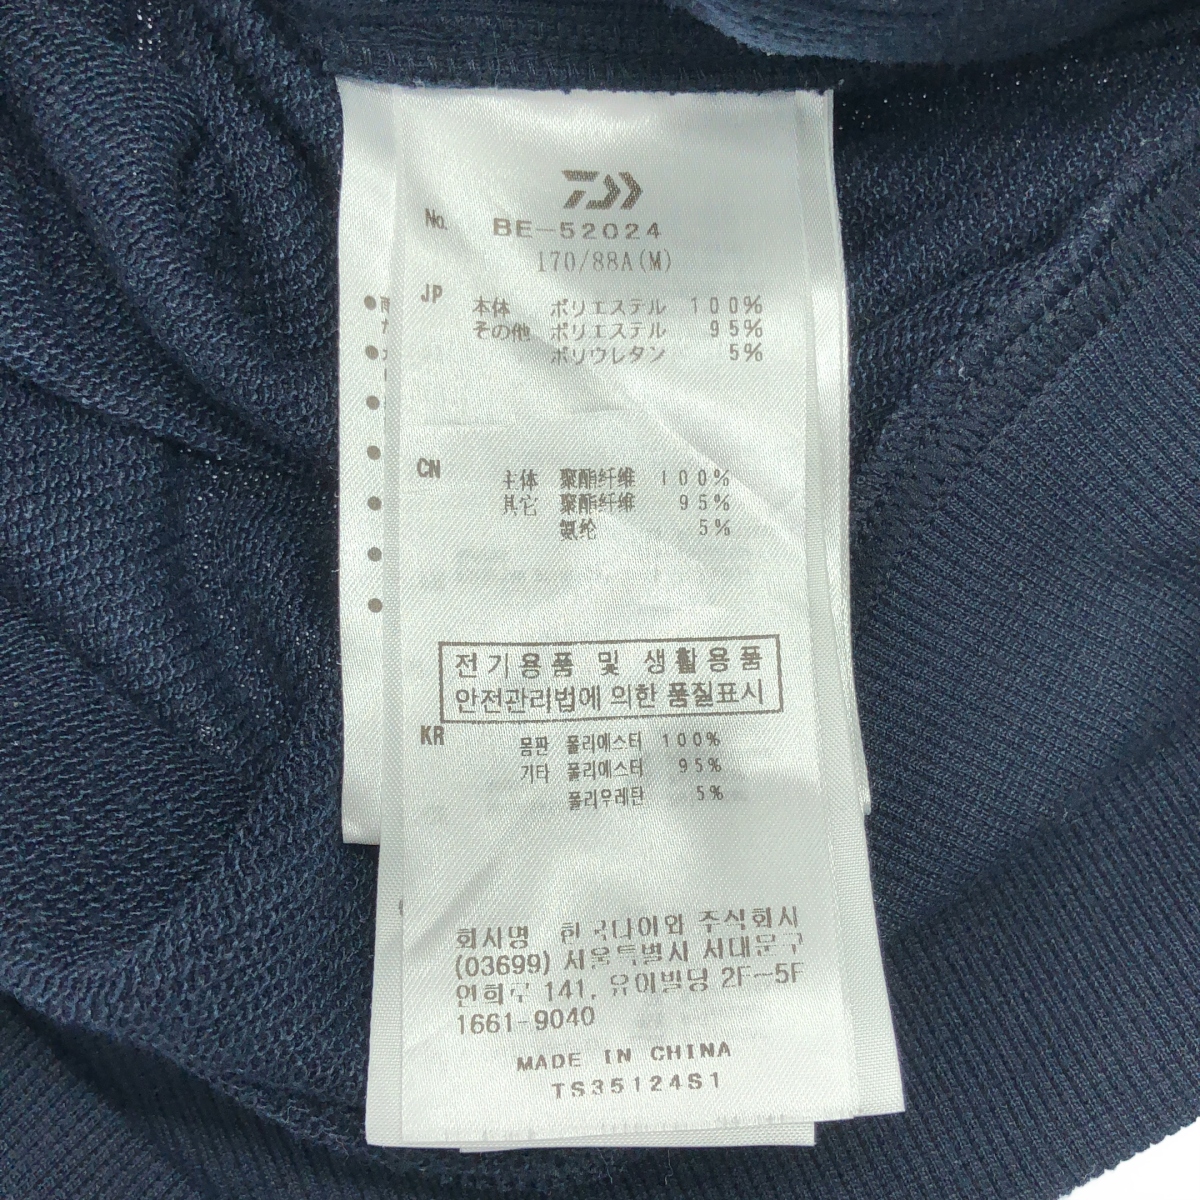 No. BE-52024
170/88A(M)
JP 本体 ポリエステル 100%
その他 ポリエステル 95%
ポリウレタン 5%
CN 主体 聚酯纤维 100%
其它 聚酯纤维 95%
氨纶 5%
전기용품 및 생활용품
안전관리법에 의한 품질표시
KR 몸판 폴리에스터 100%
기타 폴리에스터 95%
폴리우레탄 5%
회사명 한국다이와 주식회사
(03699) 서울특별시 서대문구
연희로 141, 유어빌딩 2F-5F
1661-9040
MADE IN CHINA
TS35124S1